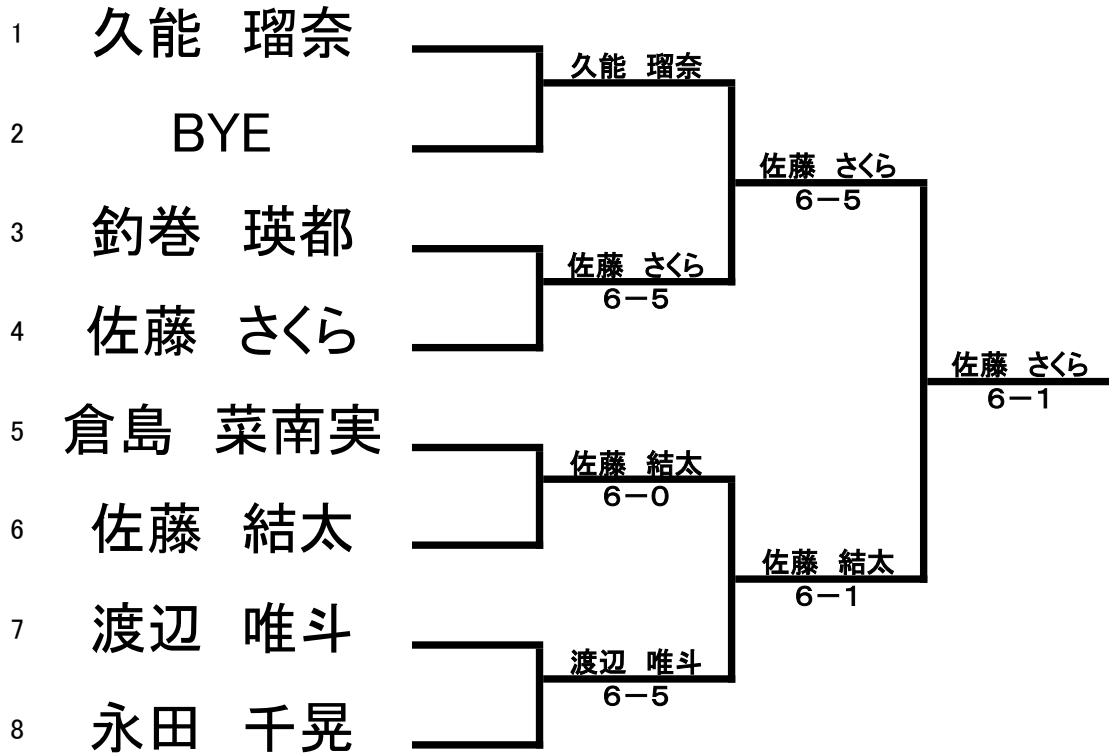 1 久能　瑠奈
久能　瑠奈
2 BYE
佐藤　さくら
6-5
3 釣巻　瑛都
佐藤　さくら
6-5
4 佐藤　さくら
佐藤　さくら
6-1
5 倉島　菜南実
佐藤　結太
6-0
6 佐藤　結太
佐藤　結太
6-1
7 渡辺　唯斗
渡辺　唯斗
6-5
8 永田　千晃